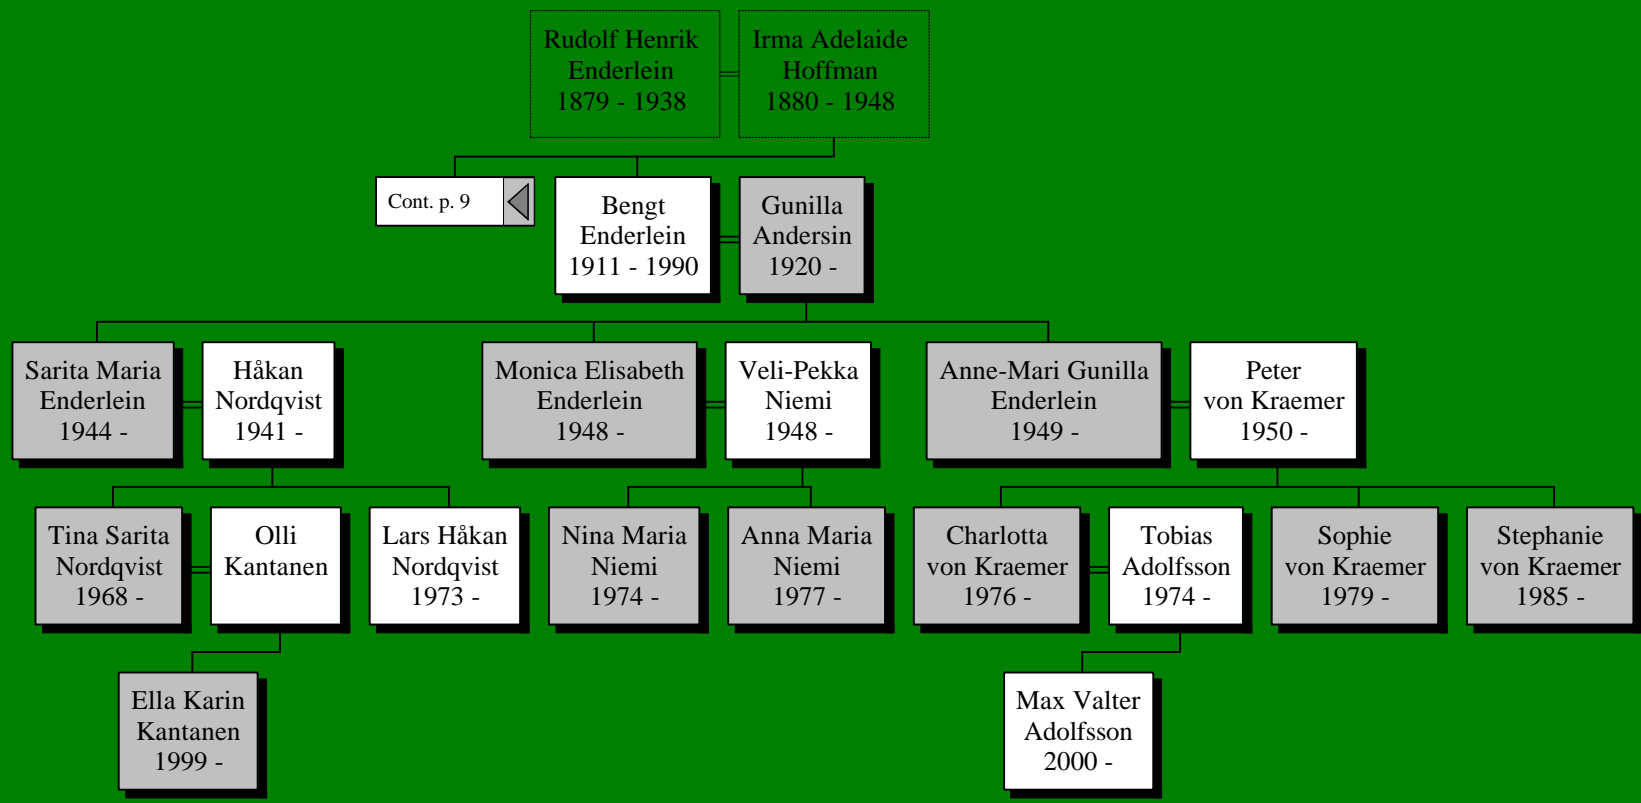 Rudolf Henrik
Enderlein
1879 - 1938
Irma Adelaide
Hoffman
1880 - 1948
Cont. p. 9
Bengt
Enderlein
1911 - 1990
Gunilla
Andersin
1920 -
Sarita Maria
Enderlein
1944 -
Håkan
Nordqvist
1941 -
Monica Elisabeth
Enderlein
1948 -
Veli-Pekka
Niemi
1948 -
Anne-Mari Gunilla
Enderlein
1949 -
Peter
von Kraemer
1950 -
Tina Sarita
Nordqvist
1968 -
Olli
Kantanen
Lars Håkan
Nordqvist
1973 -
Nina Maria
Niemi
1974 -
Anna Maria
Niemi
1977 -
Charlotta
von Kraemer
1976 -
Tobias
Adolfsson
1974 -
Sophie
von Kraemer
1979 -
Stephanie
von Kraemer
1985 -
Ella Karin
Kantanen
1999 -
Max Valter
Adolfsson
2000 -